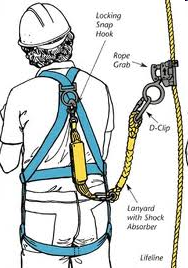 Locking
Snap
Hook
Rope
Grab
D-Clip
Lanyard
with Shock
Absorber
Lifeline